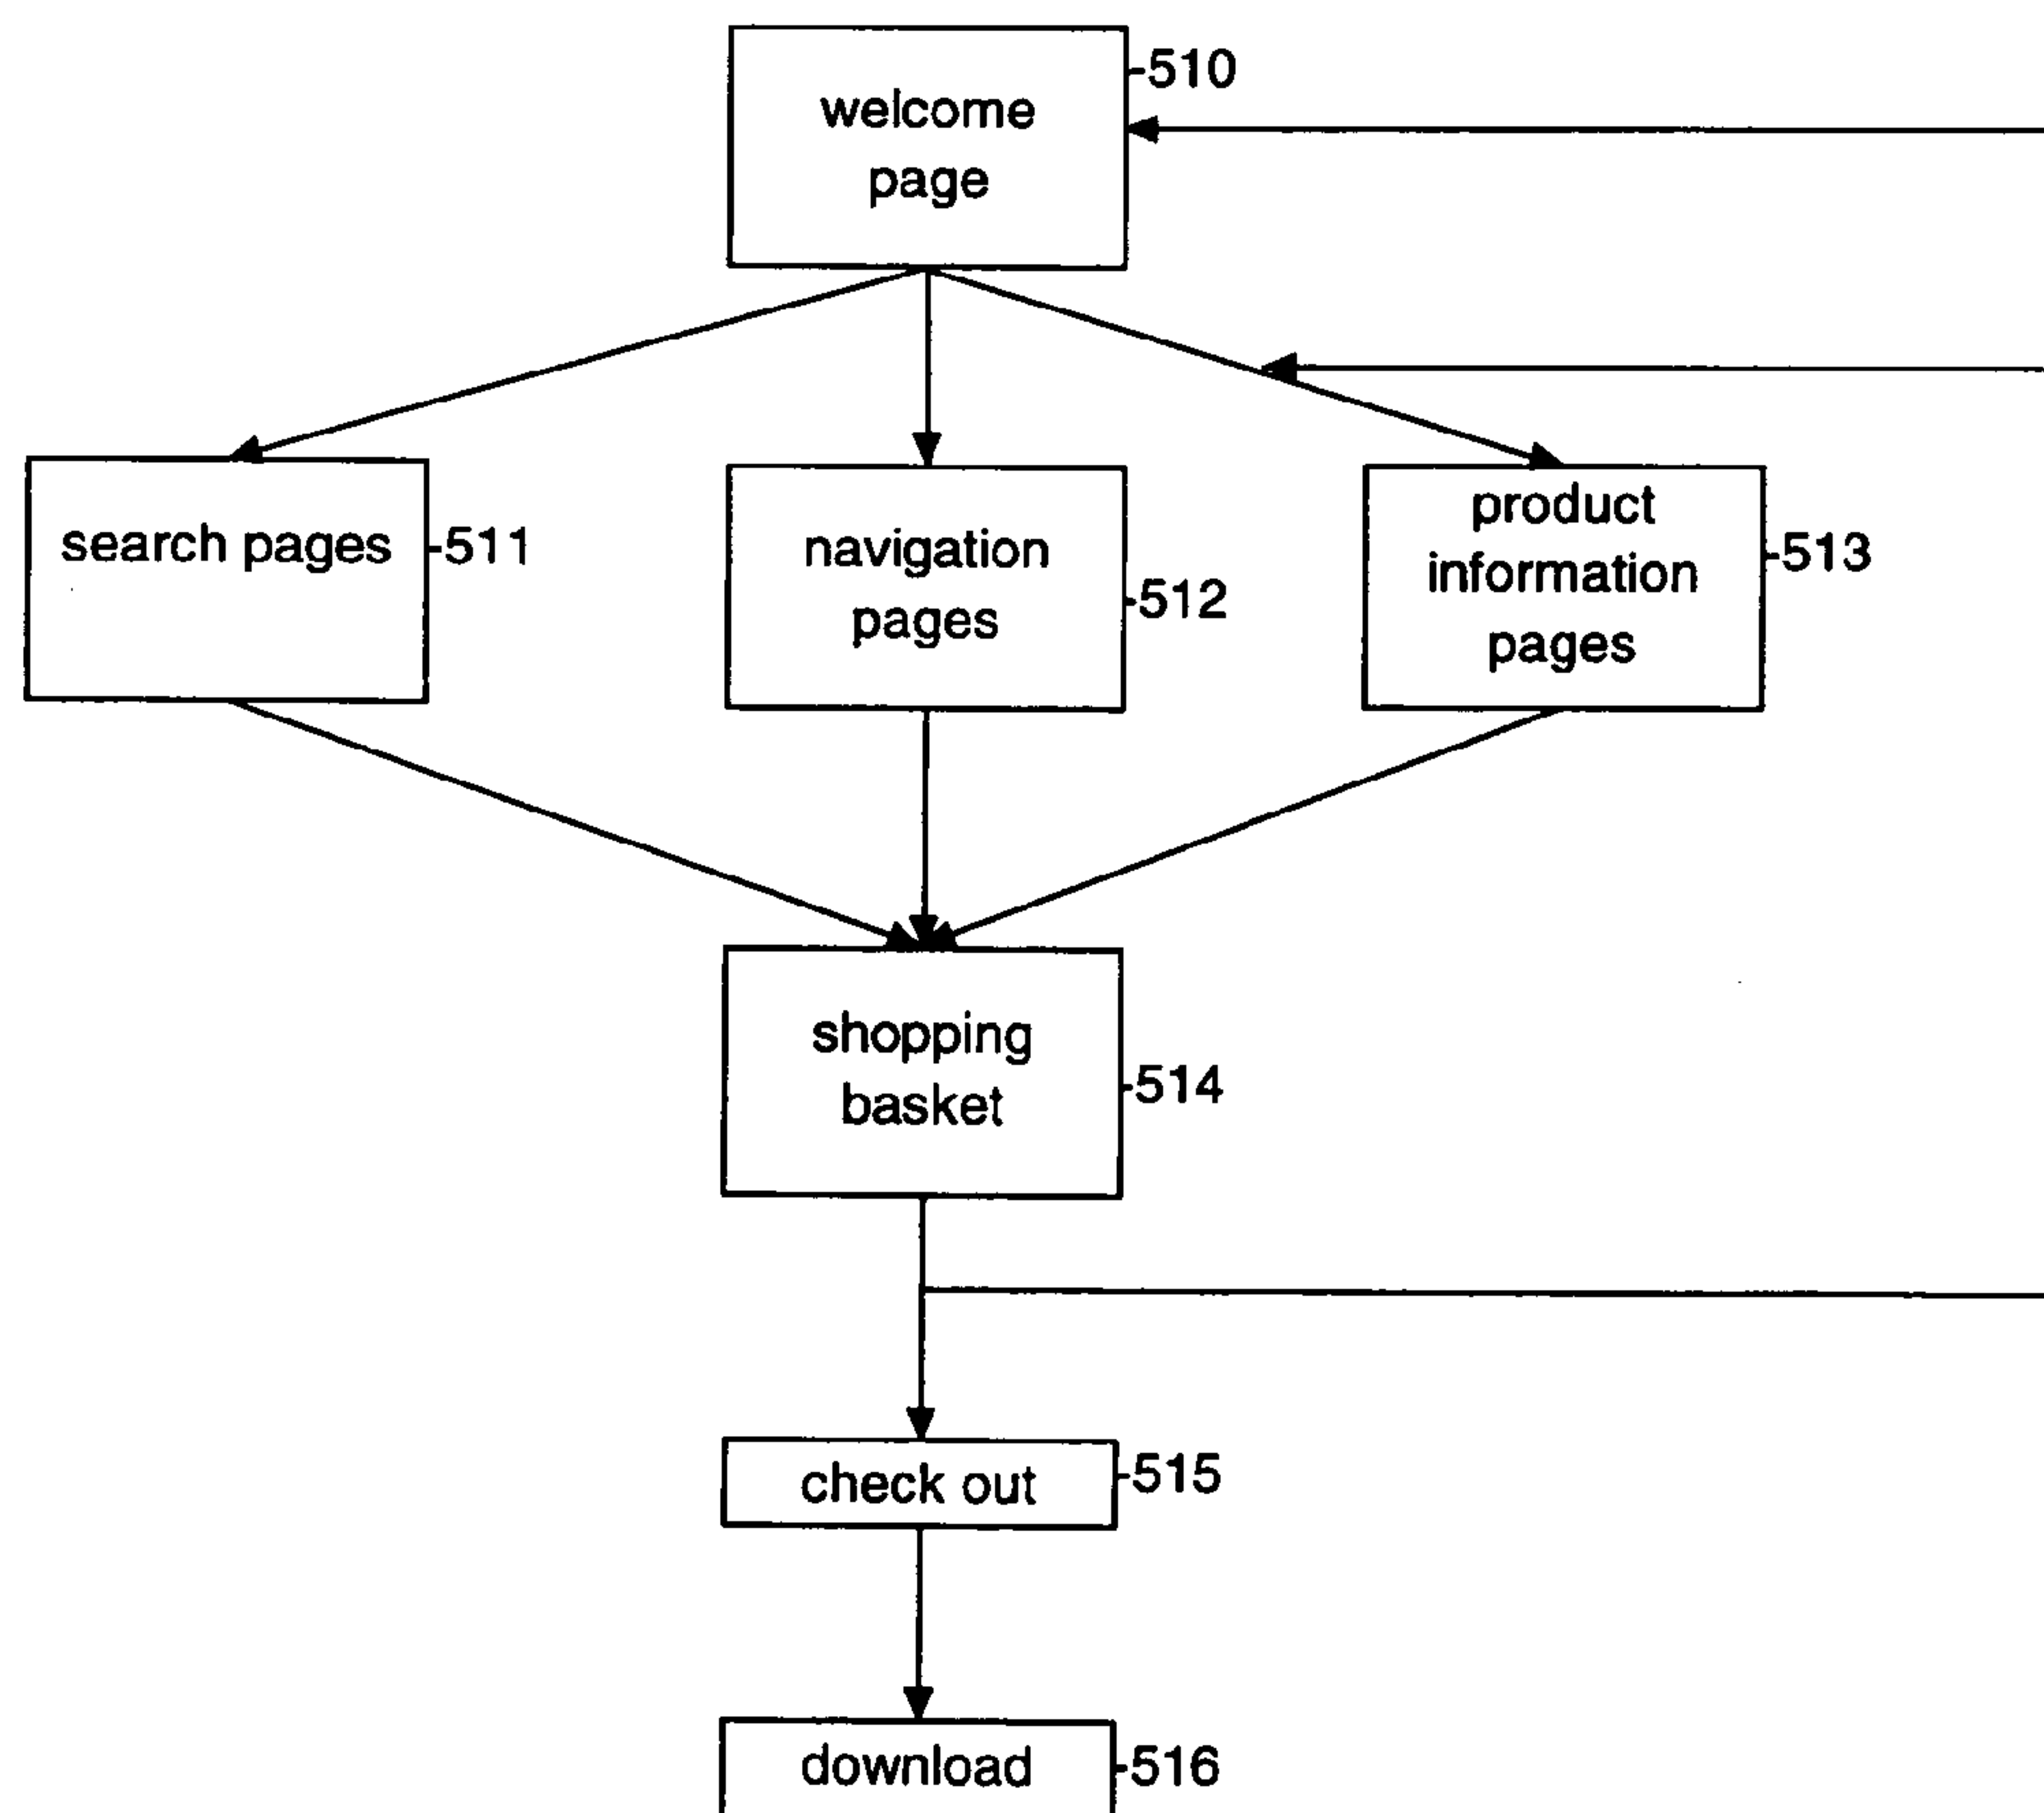 510
welcome
page
search pages
511
navigation
pages
512
product
information
pages
513
shopping
basket
514
check out
515
download
516